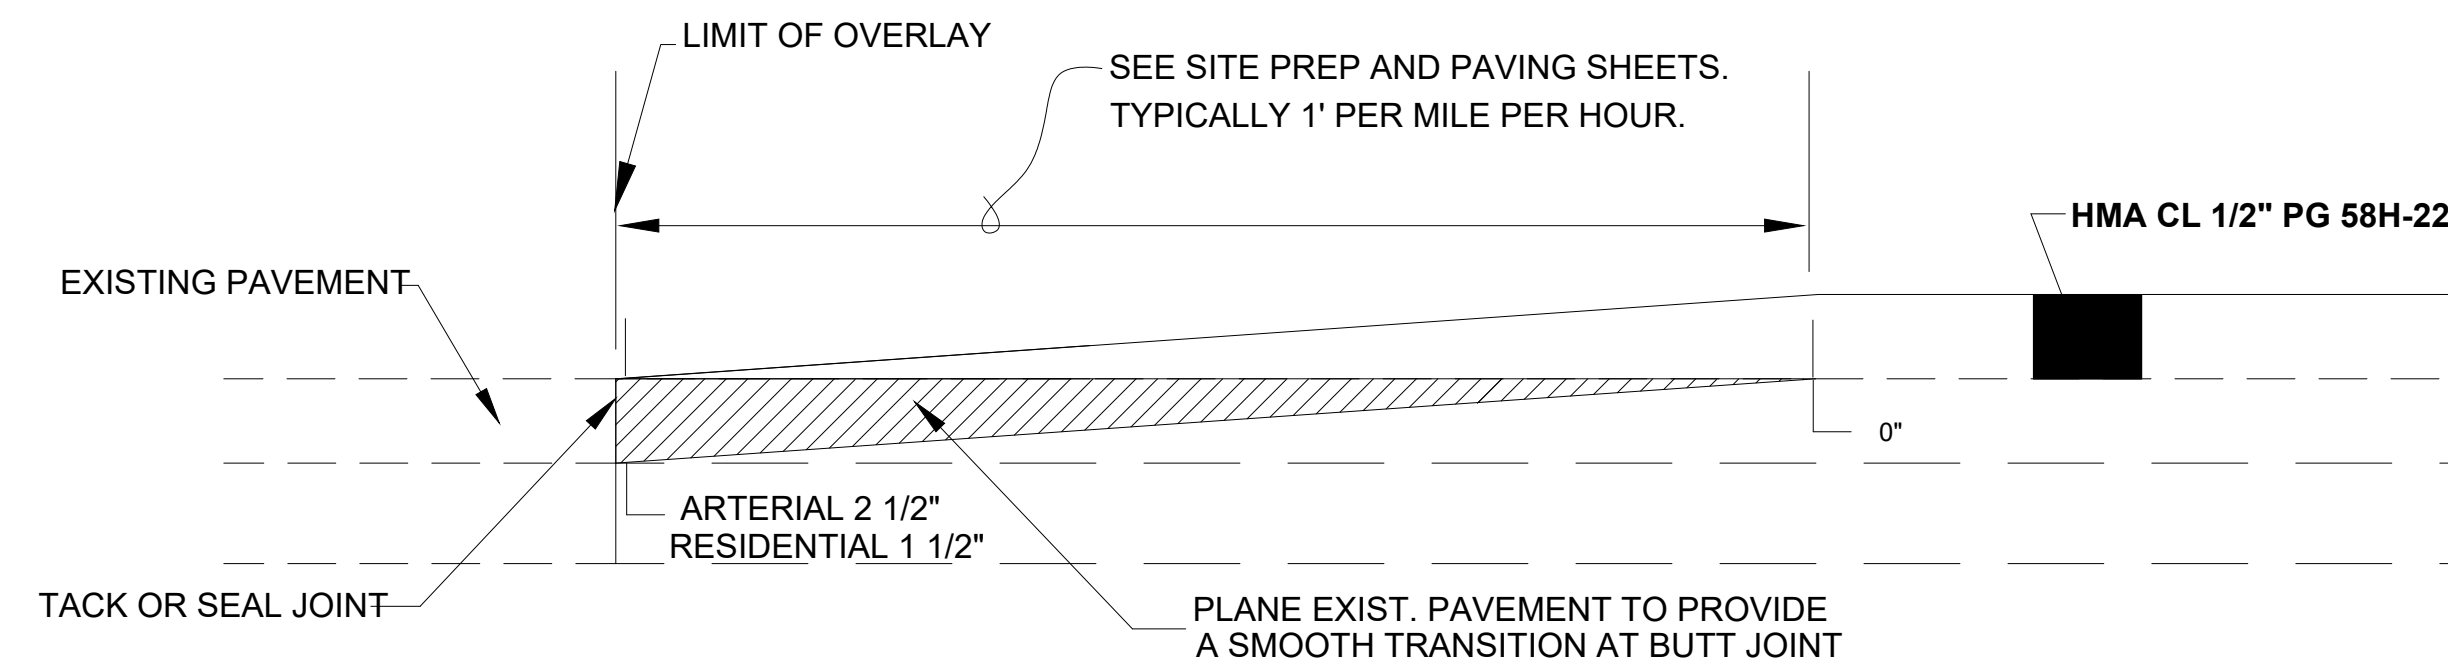 LIMIT OF OVERLAY
SEE SITE PREP AND PAVING SHEETS.
TYPICALLY 1' PER MILE PER HOUR.
HMA CL 1/2" PG 58H-22
EXISTING PAVEMENT
0"
ARTERIAL 2 1/2"
RESIDENTIAL 1 1/2"
TACK OR SEAL JOINT
PLANE EXIST. PAVEMENT TO PROVIDE
A SMOOTH TRANSITION AT BUTT JOINT